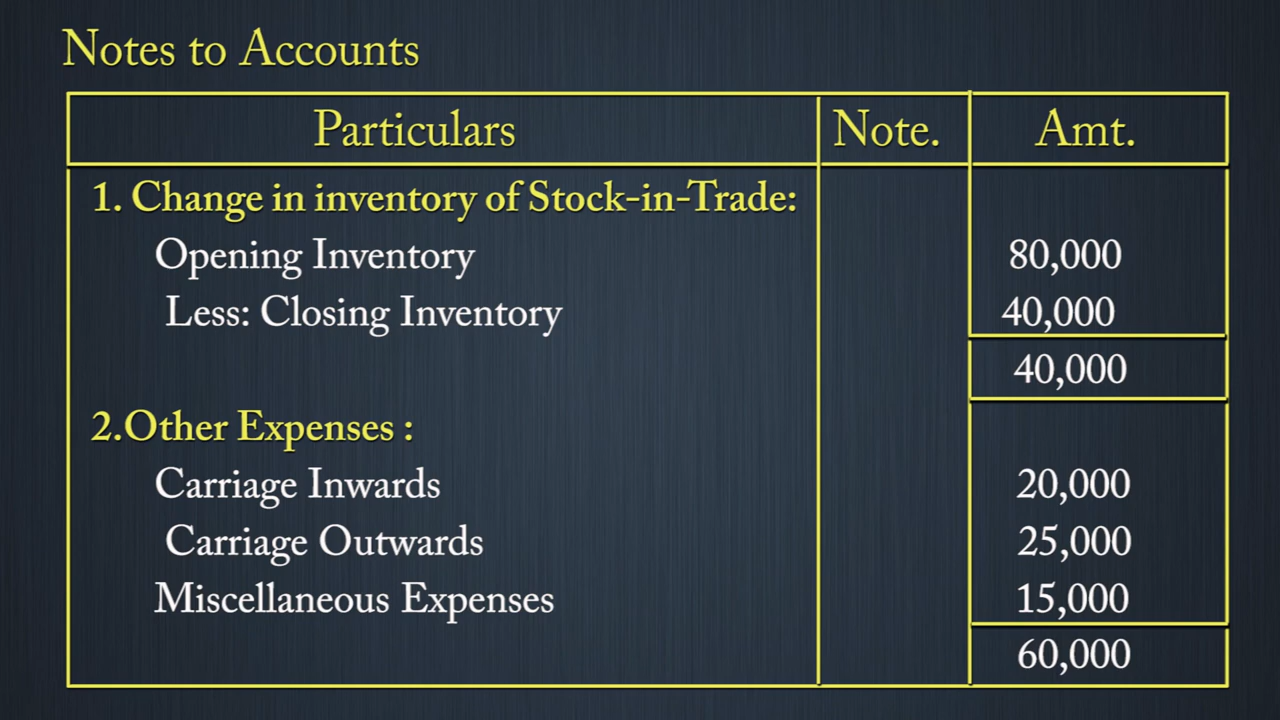 Notes to Accounts
Particulars Note. Amt.
1. Change in inventory of Stock-in-Trade:
Opening Inventory 80,000
Less: Closing Inventory 40,000
40,000
2.Other Expenses :
Carriage Inwards 20,000
Carriage Outwards 25,000
Miscellaneous Expenses 15,000
60,000